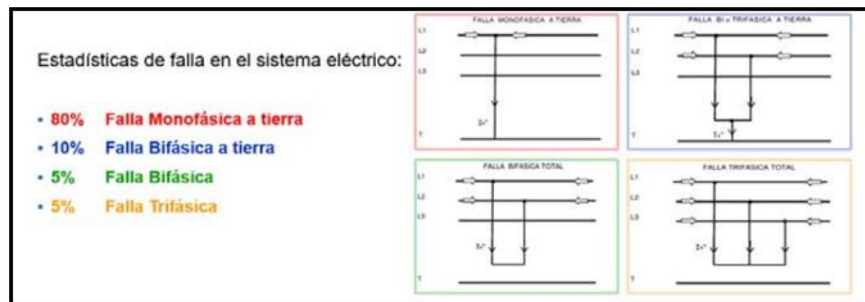 Estadísticas de falla en el sistema eléctrico:
• 80% Falla Monofásica a tierra
• 10% Falla Bifásica a tierra
• 5% Falla Bifásica
• 5% Falla Trifásica
FALLA MONOFASICA A TIERRA
L1
L2
L3
T
FALLA BI o TRIFASICA A TIERRA
L1
L2
L3
T
FALLA BIFASICA TOTAL
L1
L2
L3
T
FALLA TRIFASICA TOTAL
L1
L2
L3
T